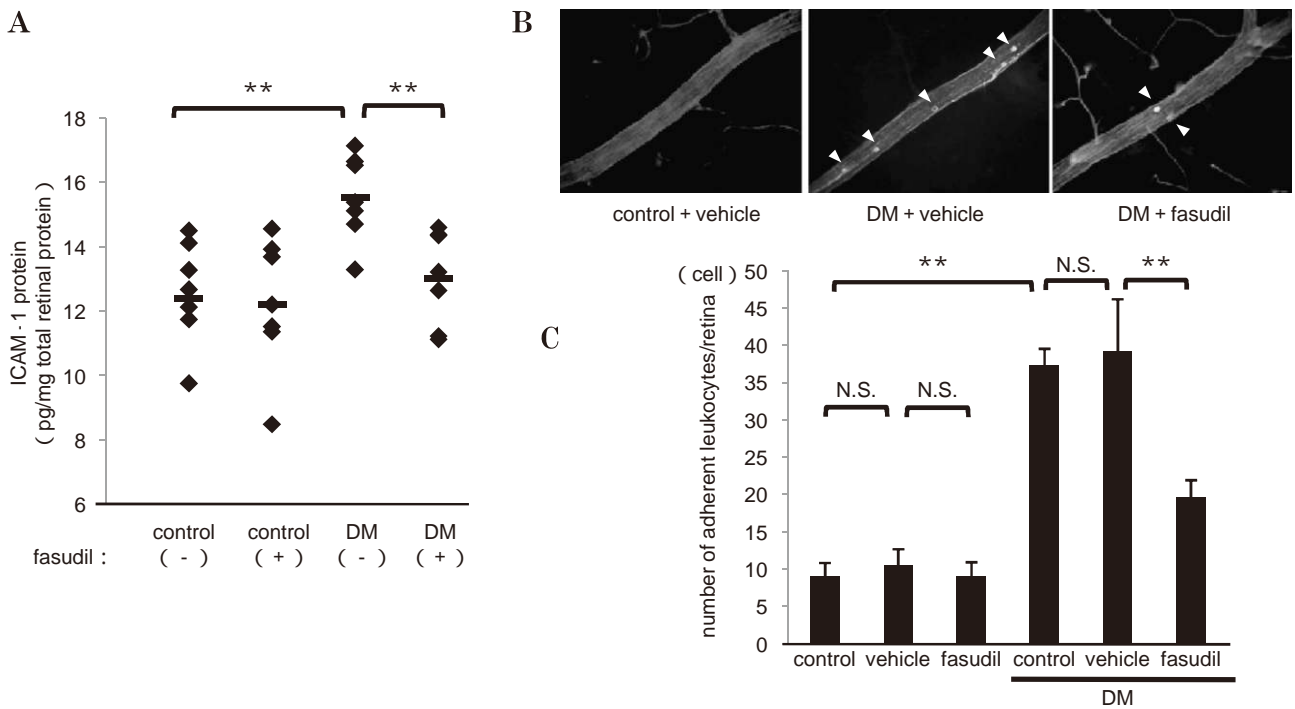 A
** **
18
16
14
12
10
8
6
ICAM - 1 protein
( pg/mg total retinal protein )
control control DM DM
fasudil : ( - ) ( + ) ( - ) ( + )
B
control + vehicle DM + vehicle DM + fasudil
C
( cell )
50
45
40
35
30
25
20
15
10
5
0
number of adherent leukocytes/retina
** N.S. **
N.S. N.S.
control vehicle fasudil control vehicle fasudil
DM